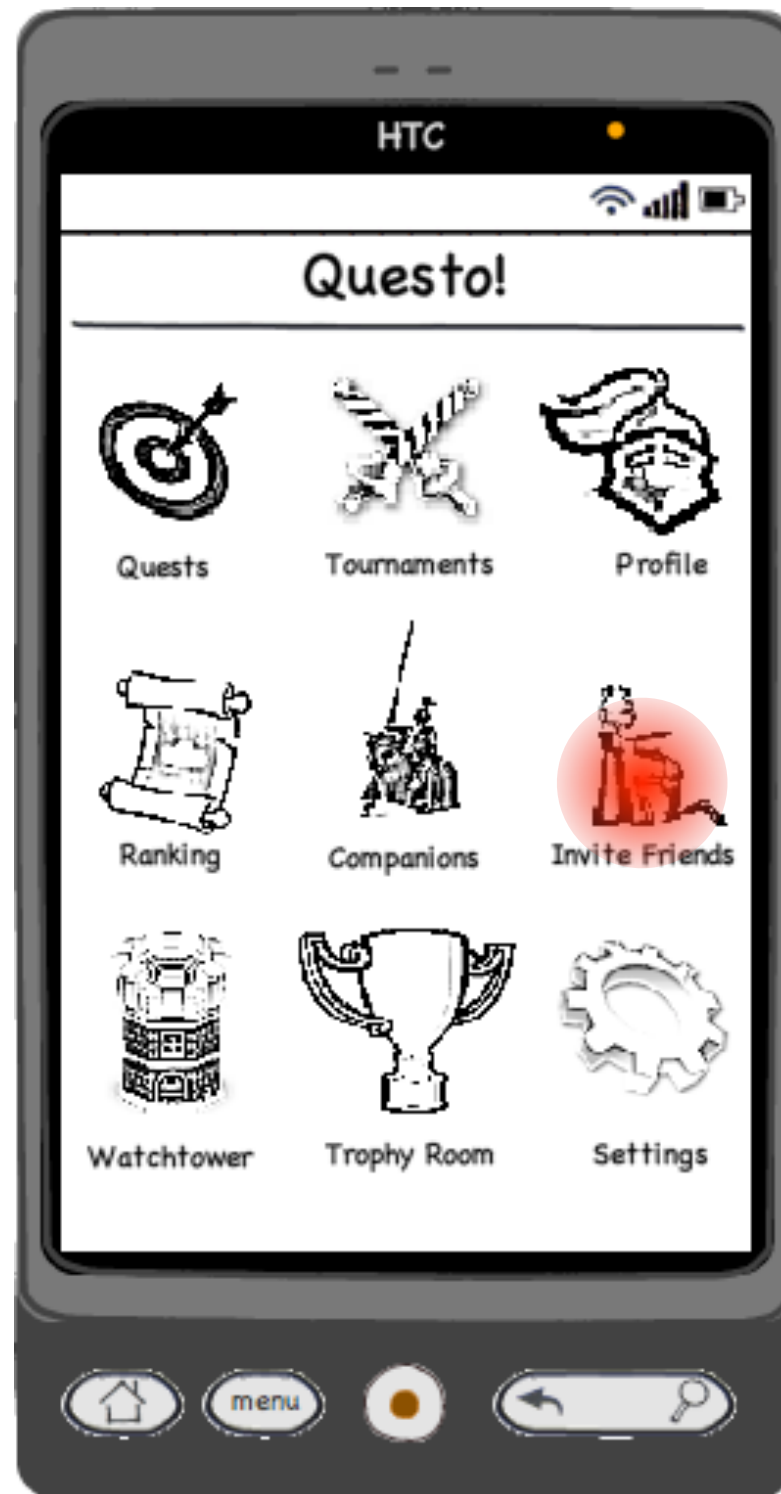 HTC
Questo!
Quests Tournaments Profile
Ranking Companions Invite Friends
Watchtower Trophy Room Settings
menu